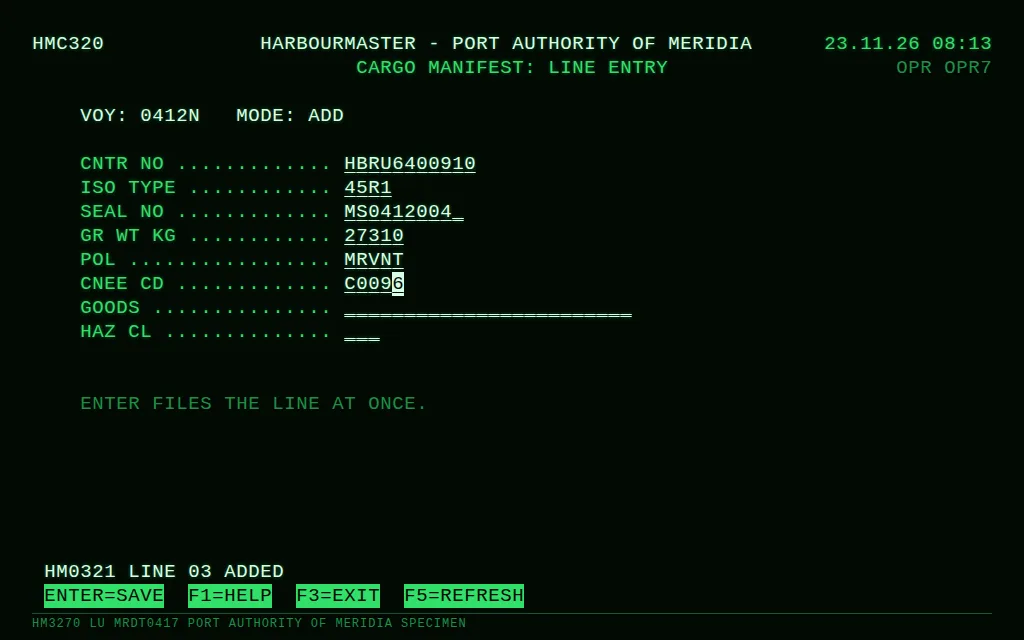 HMC320 HARBOURMASTER - PORT AUTHORITY OF MERIDIA 23.11.26 08:13
CARGO MANIFEST: LINE ENTRY OPR OPR7
VOY: 0412N MODE: ADD
CNTR NO ............. HBRU6400910
ISO TYPE ............ 45R1
SEAL NO ............. MS0412004_
GR WT KG ............ 27310
POL ................. MRVNT
CNEE CD ............. C0096
GOODS ............... ________________________
HAZ CL .............. ___
ENTER FILES THE LINE AT ONCE.
HM0321 LINE 03 ADDED
ENTER=SAVE F1=HELP F3=EXIT F5=REFRESH
HM3270 LU MRDT0417 PORT AUTHORITY OF MERIDIA SPECIMEN